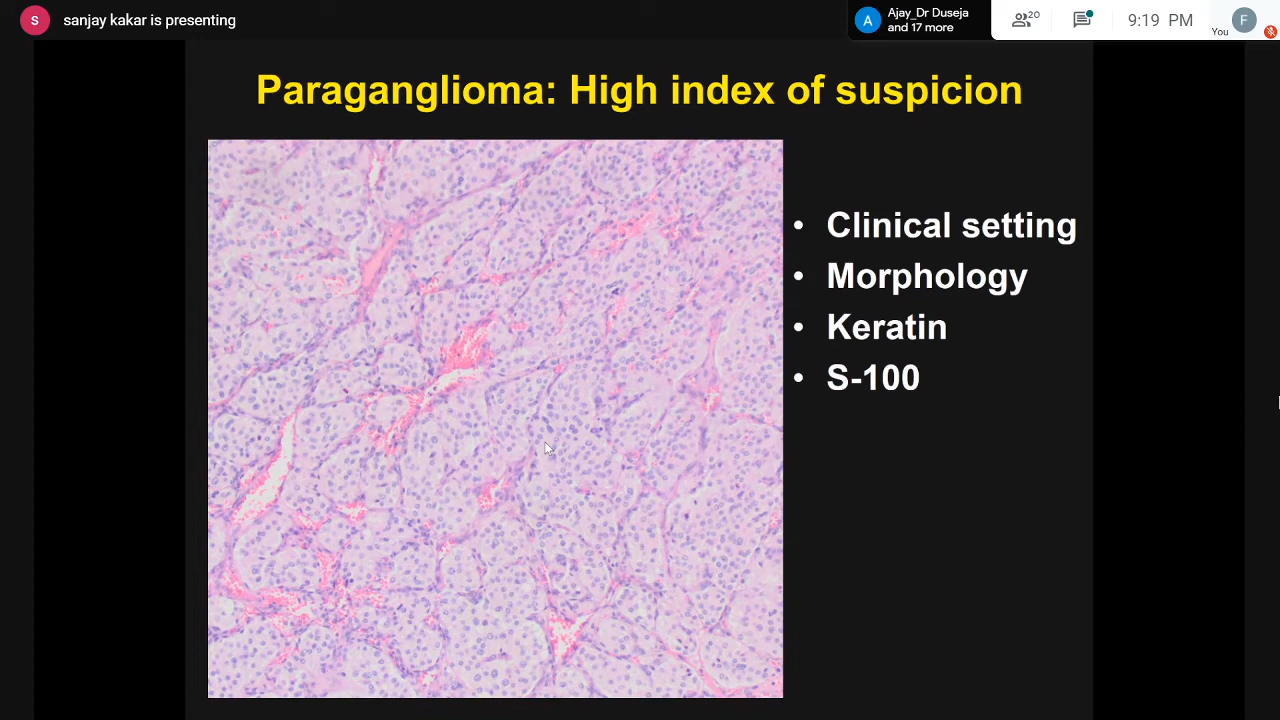 S sanjay kakar is presenting
A Ajay_Dr Duseja
and 17 more
20
9:19 PM
You
F
Paraganglioma: High index of suspicion
• Clinical setting
• Morphology
• Keratin
• S-100